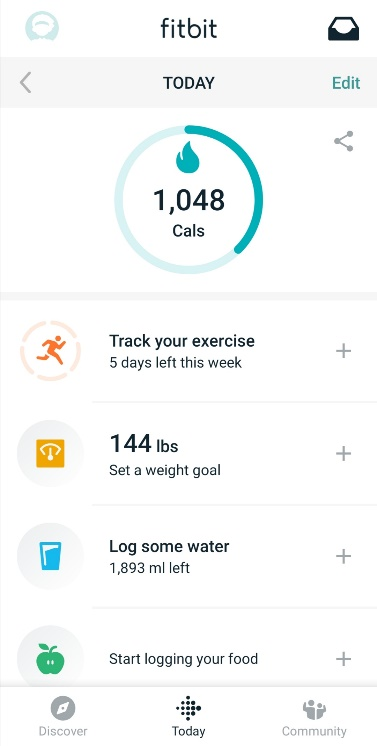 fitbit
TODAY
Edit
1,048
Cals
Track your exercise
5 days left this week
144 lbs
Set a weight goal
Log some water
1,893 ml left
Start logging your food
Discover
Today
Community